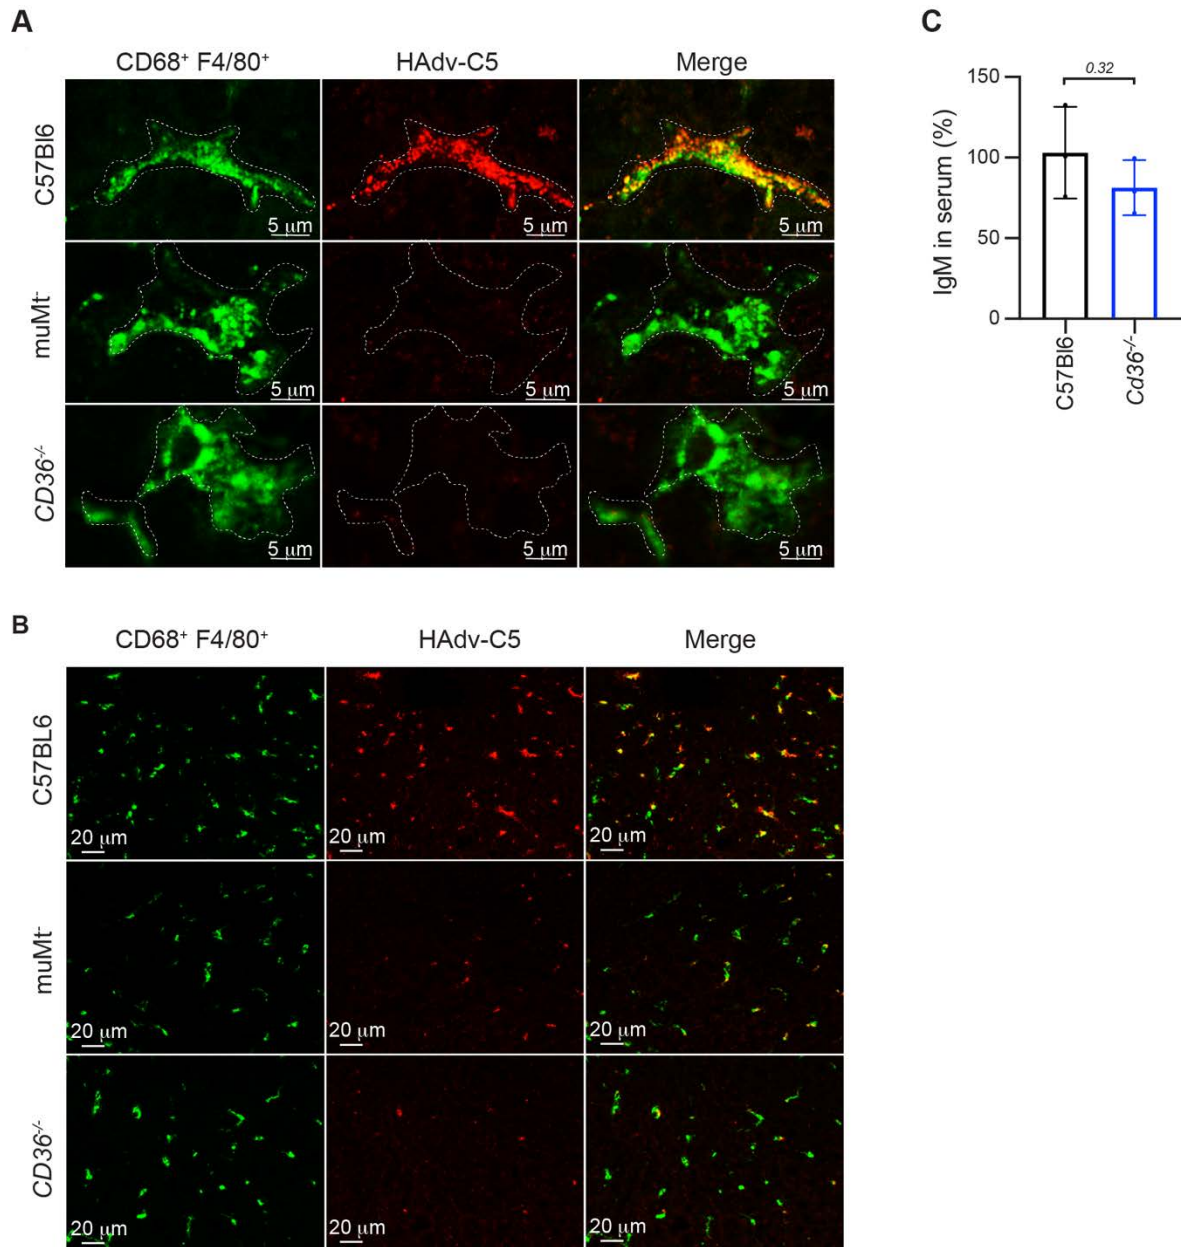 A
CD68⁺ F4/80⁺ HAdv-C5 Merge
C57Bl6
5 μm 5 μm 5 μm
muMt⁻
5 μm 5 μm 5 μm
CD36⁻/⁻
5 μm 5 μm 5 μm
B
CD68⁺ F4/80⁺ HAdv-C5 Merge
C57BL6
20 μm 20 μm 20 μm
muMt⁻
20 μm 20 μm 20 μm
CD36⁻/⁻
20 μm 20 μm 20 μm
C
0.32
IgM in serum (%)
150
100
50
0
C57Bl6
Cd36⁻/⁻